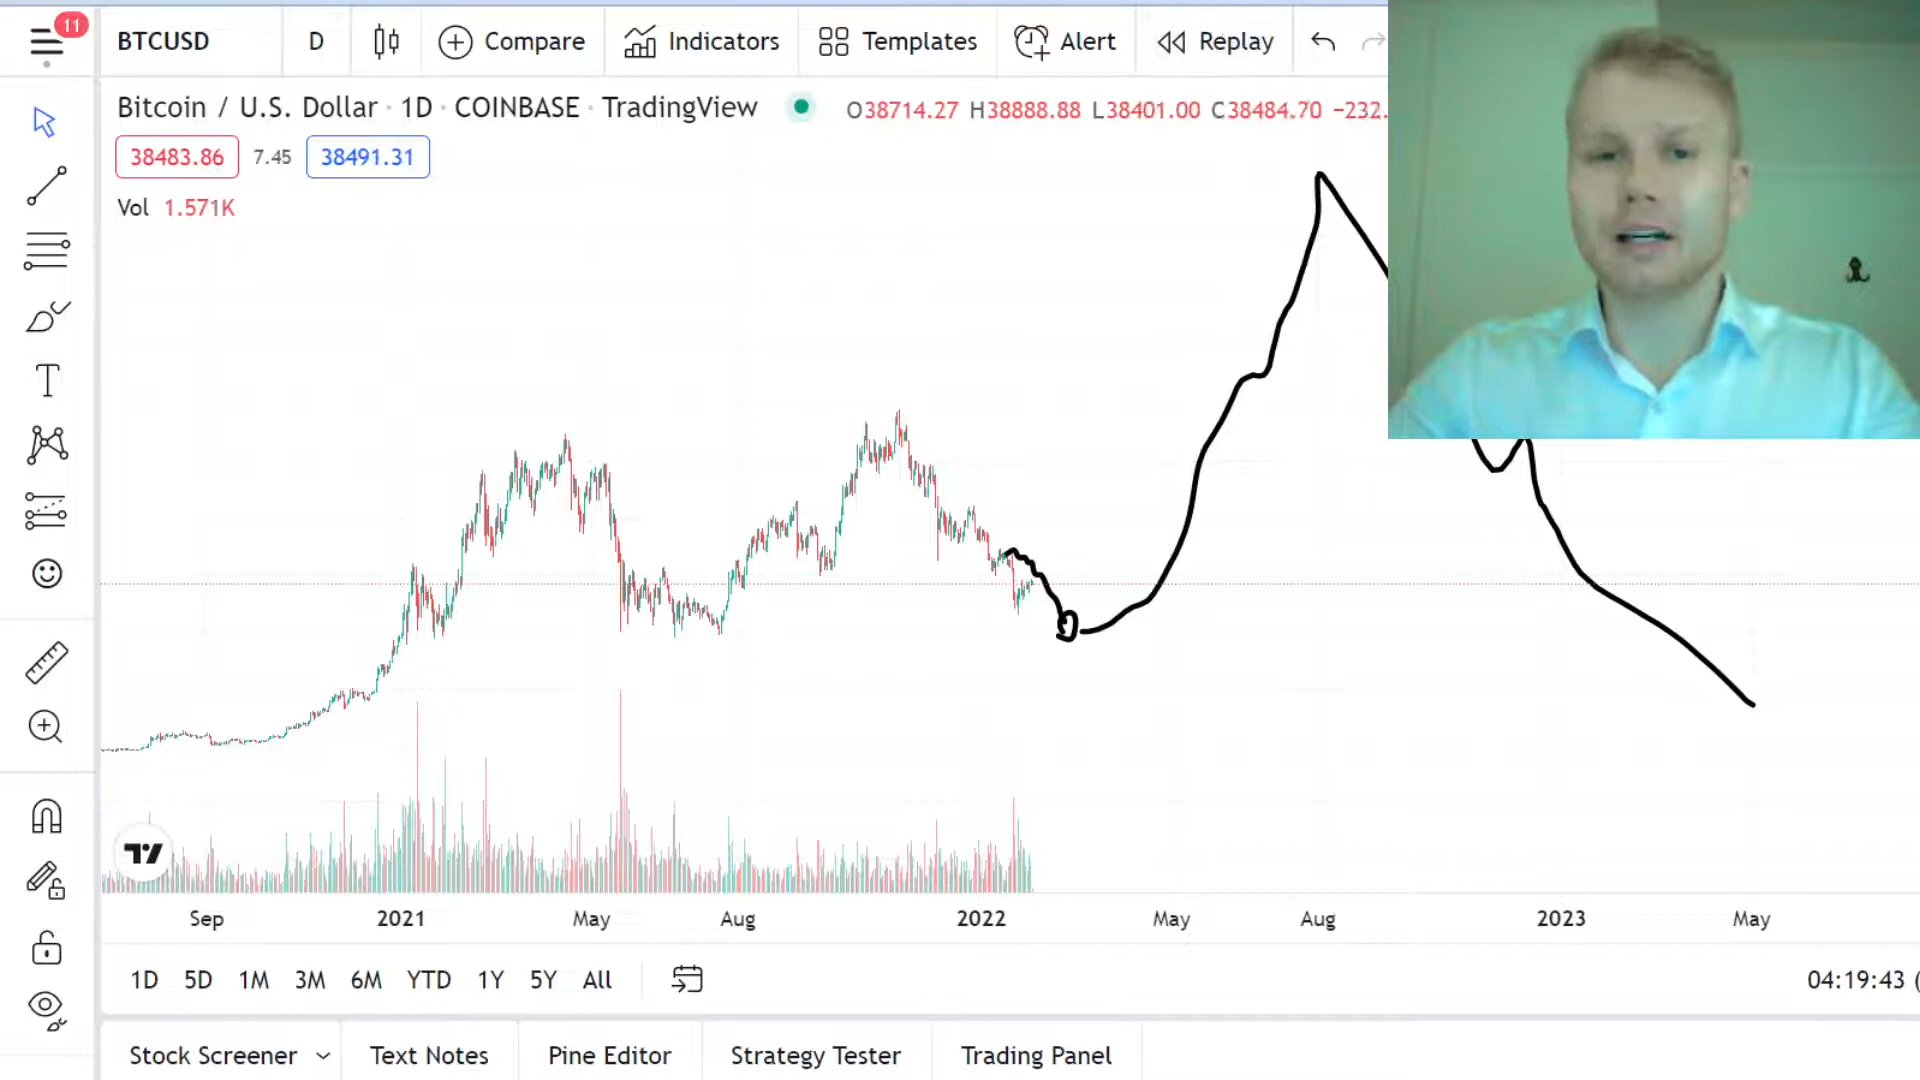 11
BTCUSD D Compare Indicators Templates Alert Replay
Bitcoin / U.S. Dollar · 1D · COINBASE · TradingView O38714.27 H38888.88 L38401.00 C38484.70 −232.
38483.86 7.45 38491.31
Vol 1.571K
Sep 2021 May Aug 2022 May Aug 2023 May
1D 5D 1M 3M 6M YTD 1Y 5Y All 04:19:43 (
Stock Screener Text Notes Pine Editor Strategy Tester Trading Panel